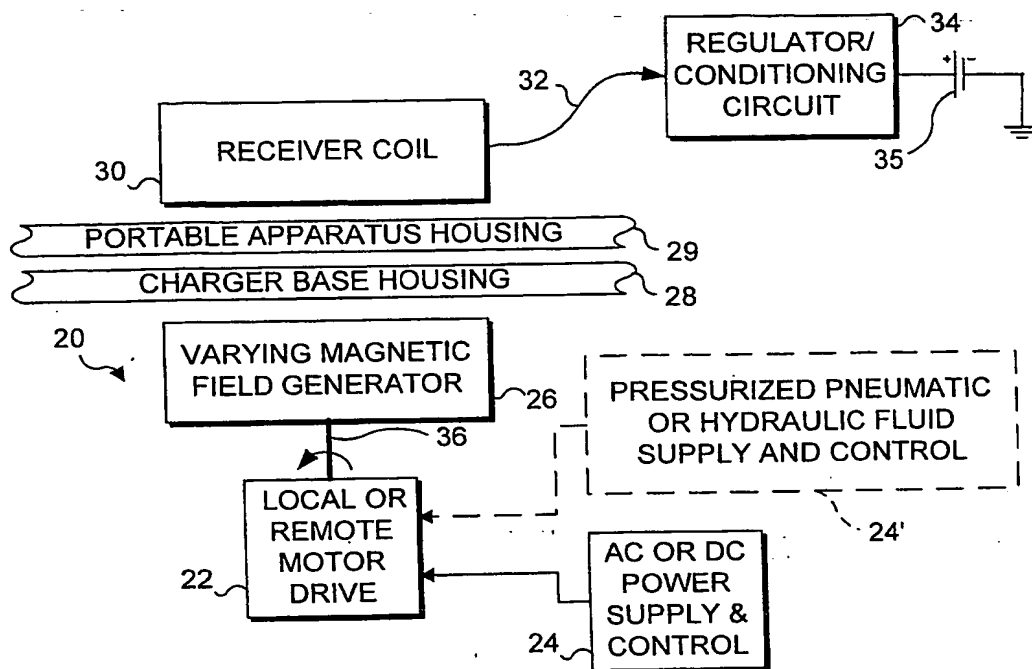 34
REGULATOR/
CONDITIONING
CIRCUIT
+
-
35
32
RECEIVER COIL
30
PORTABLE APPARATUS HOUSING
29
CHARGER BASE HOUSING
28
20
VARYING MAGNETIC
FIELD GENERATOR
26
36
PRESSURIZED PNEUMATIC
OR HYDRAULIC FLUID
SUPPLY AND CONTROL
24'
LOCAL OR
REMOTE
MOTOR
DRIVE
22
AC OR DC
POWER
SUPPLY &
CONTROL
24